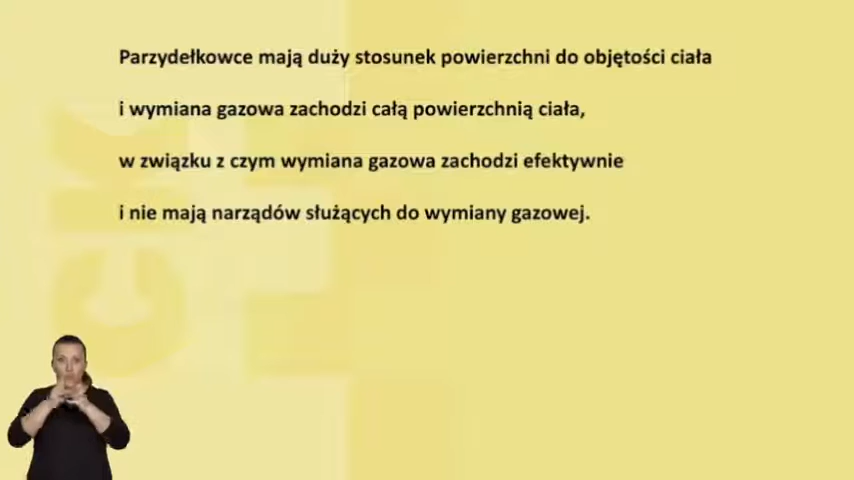 Parzydełkowce mają duży stosunek powierzchni do objętości ciała
i wymiana gazowa zachodzi całą powierzchnią ciała,
w związku z czym wymiana gazowa zachodzi efektywnie
i nie mają narządów służących do wymiany gazowej.